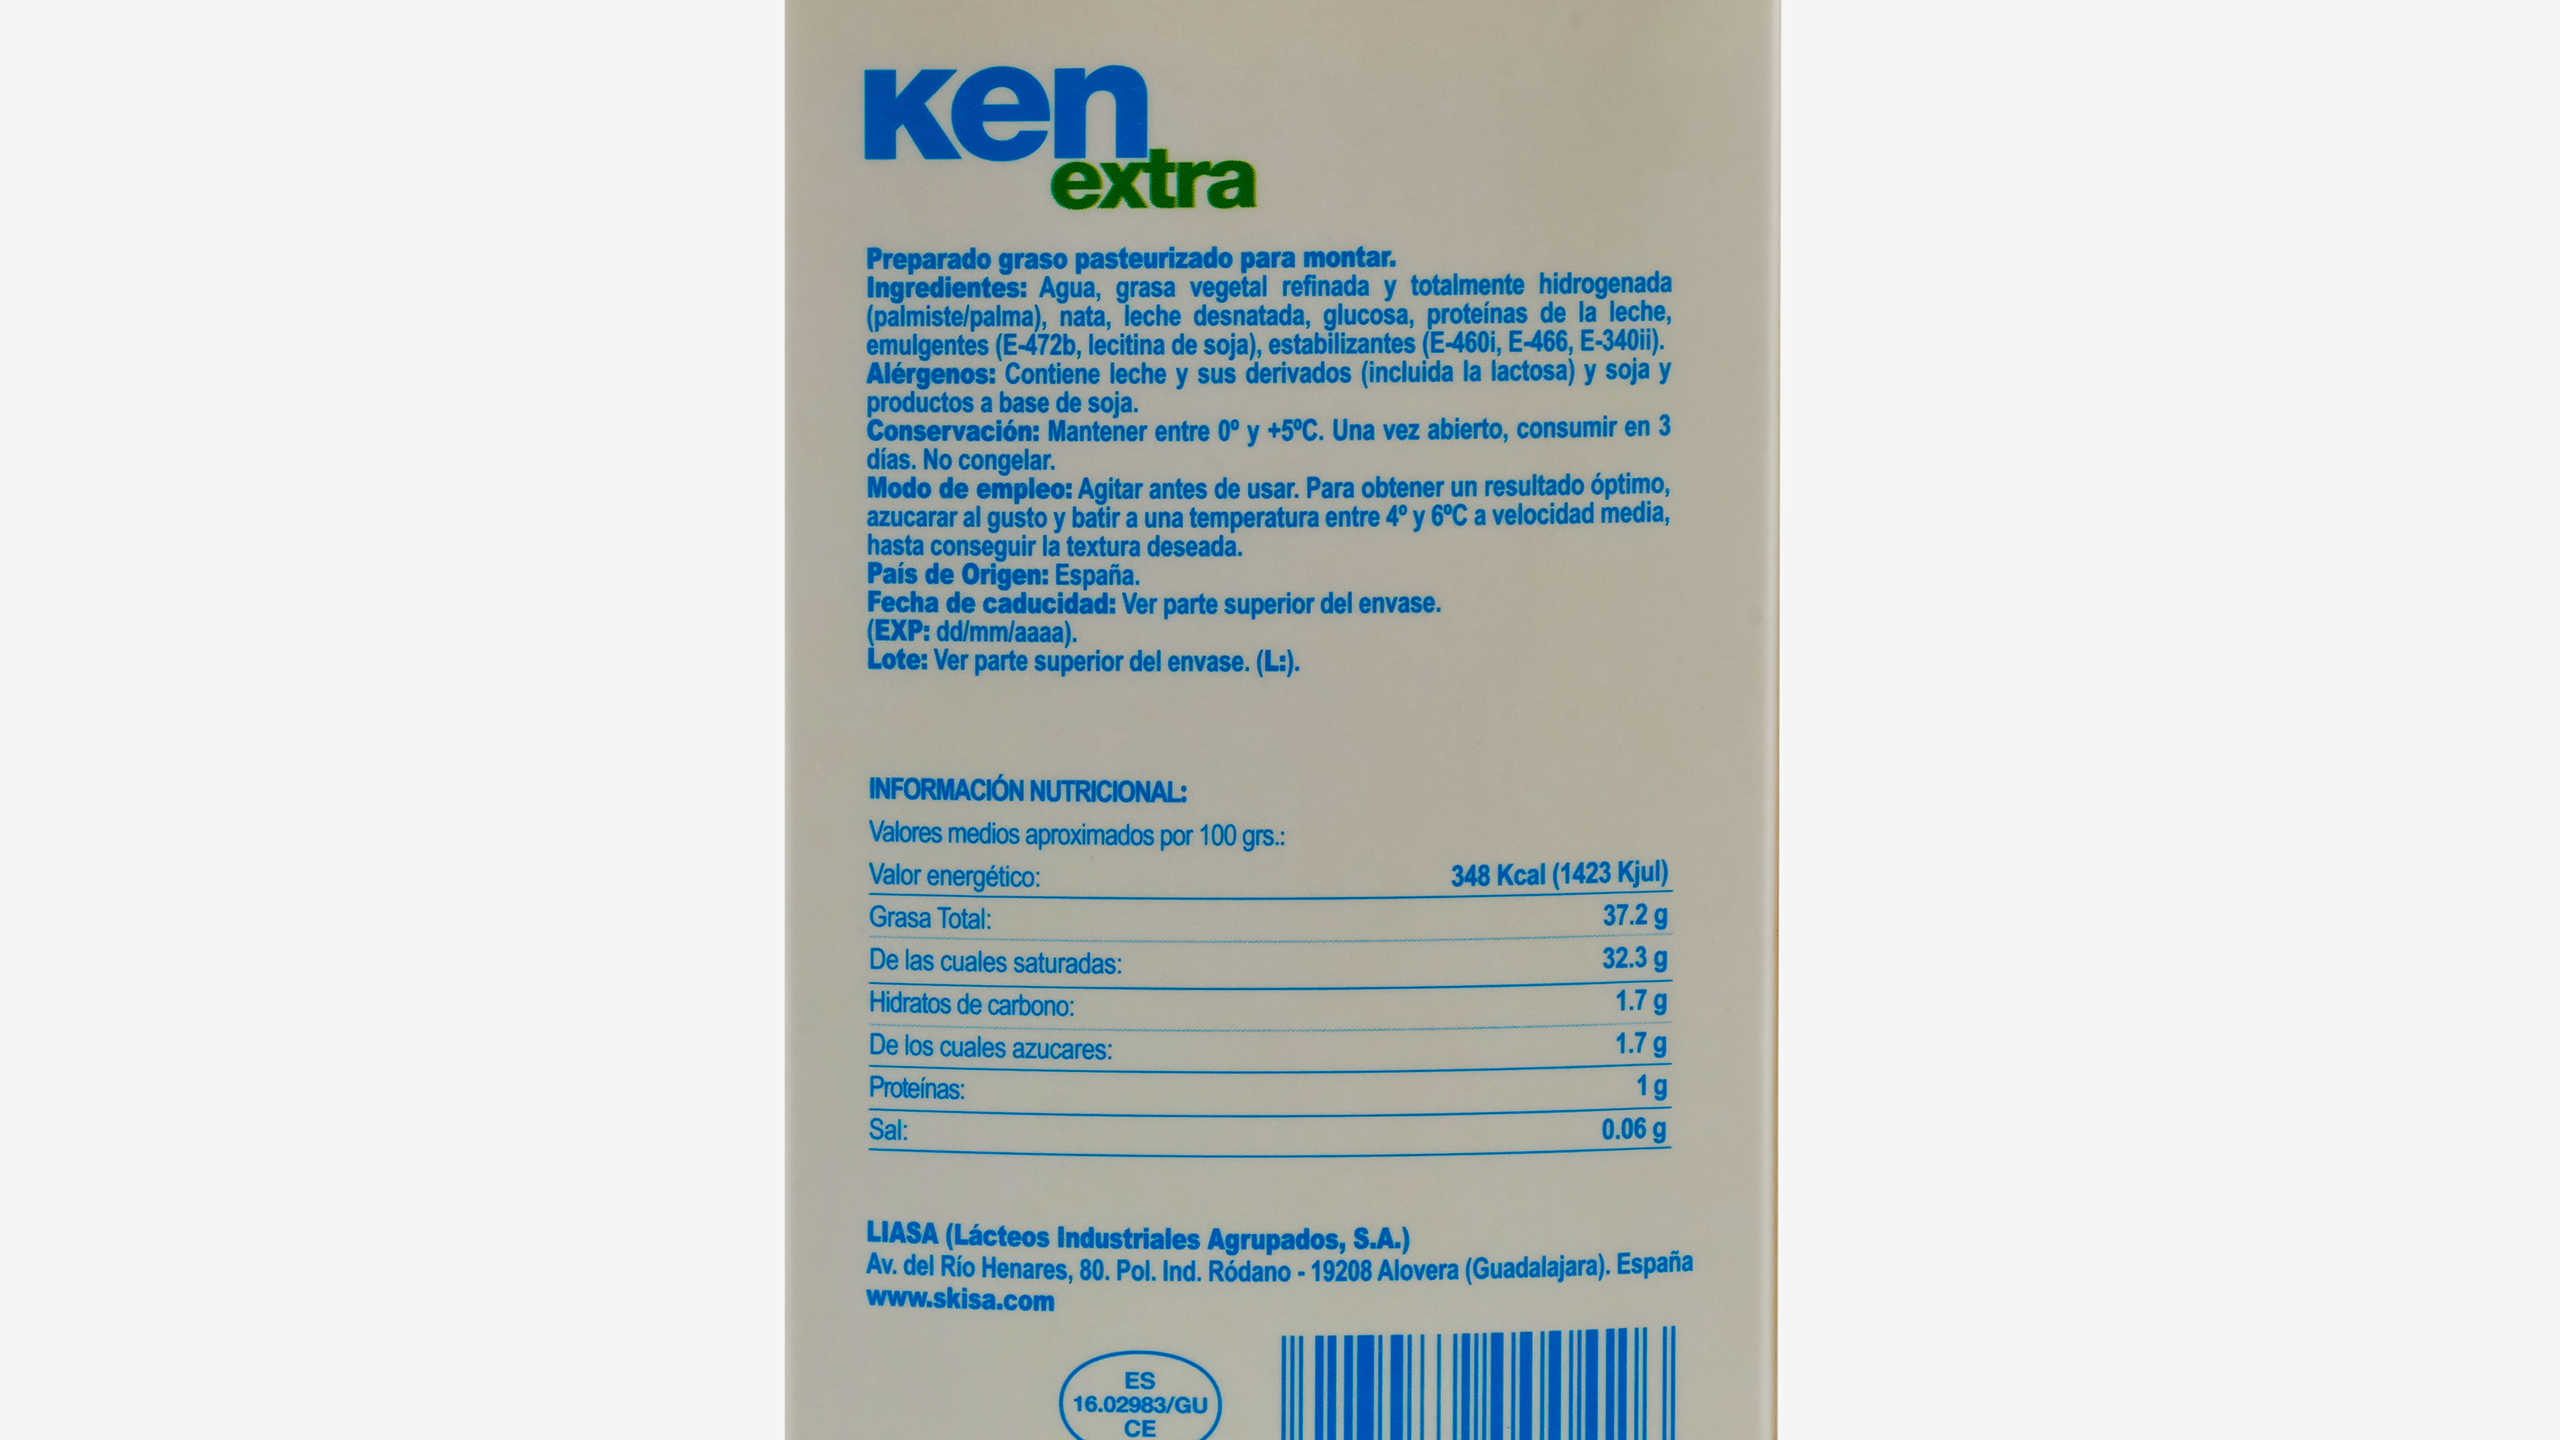 Ken
extra
Preparado graso pasteurizado para montar.
Ingredientes: Agua, grasa vegetal refinada y totalmente hidrogenada
(palmiste/palma), nata, leche desnatada, glucosa, proteínas de la leche,
emulgentes (E-472b, lecitina de soja), estabilizantes (E-460i, E-466, E-340ii).
Alérgenos: Contiene leche y sus derivados (incluida la lactosa) y soja y
productos a base de soja.
Conservación: Mantener entre 0º y +5ºC. Una vez abierto, consumir en 3
días. No congelar.
Modo de empleo: Agitar antes de usar. Para obtener un resultado óptimo,
azucarar al gusto y batir a una temperatura entre 4º y 6ºC a velocidad media,
hasta conseguir la textura deseada.
País de Origen: España.
Fecha de caducidad: Ver parte superior del envase.
(EXP: dd/mm/aaaa).
Lote: Ver parte superior del envase. (L:).
INFORMACIÓN NUTRICIONAL:
Valores medios aproximados por 100 grs.:
Valor energético: 348 Kcal (1423 Kjul)
Grasa Total: 37.2 g
De las cuales saturadas: 32.3 g
Hidratos de carbono: 1.7 g
De los cuales azucares: 1.7 g
Proteínas: 1 g
Sal: 0.06 g
LIASA (Lácteos Industriales Agrupados, S.A.)
Av. del Río Henares, 80. Pol. Ind. Ródano - 19208 Alovera (Guadalajara). España
www.skisa.com
ES
16.02983/GU
CE